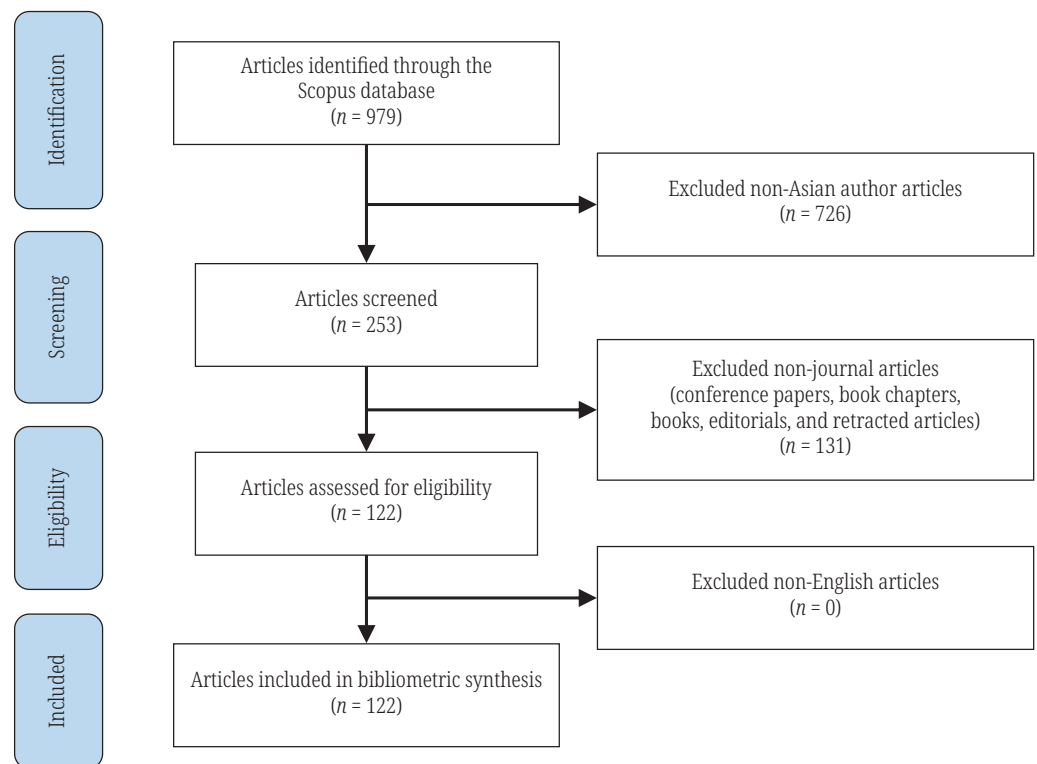 Identification
Articles identified through the
Scopus database
(n = 979)
Excluded non-Asian author articles
(n = 726)
Screening
Articles screened
(n = 253)
Excluded non-journal articles
(conference papers, book chapters,
books, editorials, and retracted articles)
(n = 131)
Eligibility
Articles assessed for eligibility
(n = 122)
Excluded non-English articles
(n = 0)
Included
Articles included in bibliometric synthesis
(n = 122)